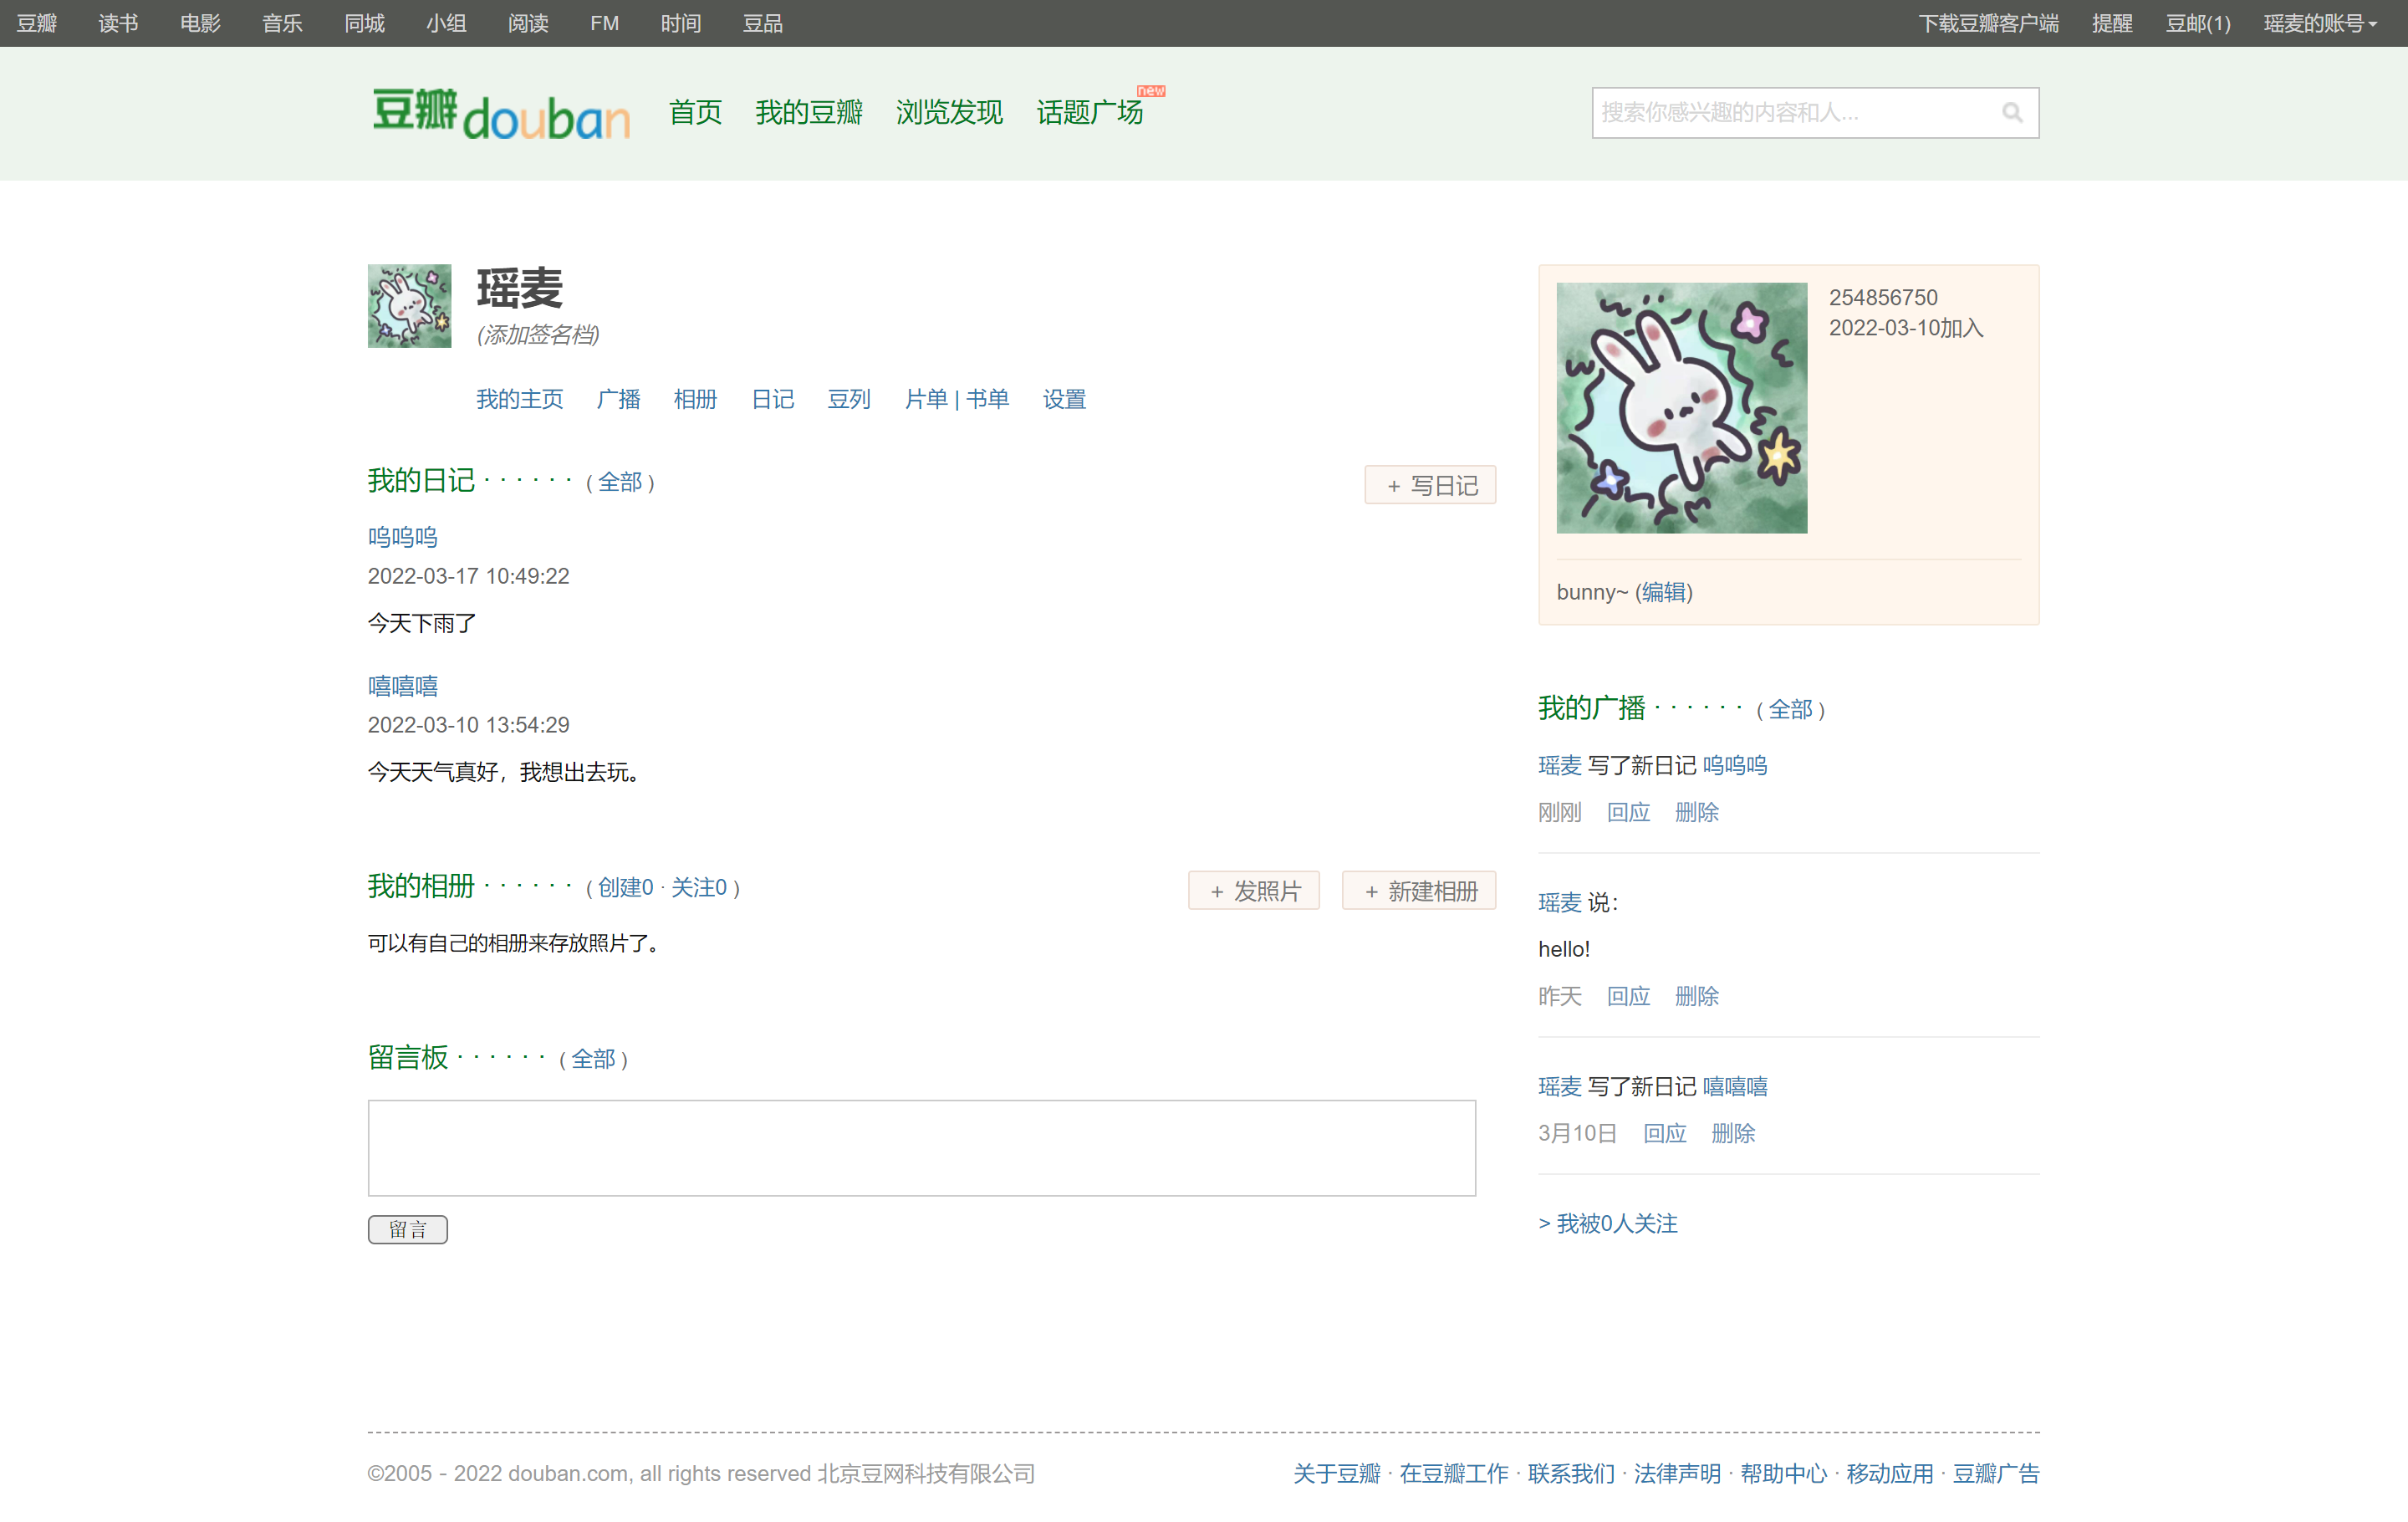 豆瓣 读书 电影 音乐 同城 小组 阅读 FM 时间 豆品 下载豆瓣客户端 提醒 豆邮(1) 瑶麦的账号
豆瓣douban 首页 我的豆瓣 浏览发现 话题广场 new 搜索你感兴趣的内容和人...
瑶麦
(添加签名档)
我的主页 广播 相册 日记 豆列 片单 | 书单 设置
254856750
2022-03-10加入
bunny~ (编辑)
我的日记 · · · · · · ( 全部 ) + 写日记
呜呜呜
2022-03-17 10:49:22
今天下雨了
嘻嘻嘻
2022-03-10 13:54:29
今天天气真好，我想出去玩。
我的相册 · · · · · · ( 创建0 · 关注0 ) + 发照片 + 新建相册
可以有自己的相册来存放照片了。
留言板 · · · · · · ( 全部 )
留言
我的广播 · · · · · · ( 全部 )
瑶麦 写了新日记 呜呜呜
刚刚 回应 删除
瑶麦 说：
hello!
昨天 回应 删除
瑶麦 写了新日记 嘻嘻嘻
3月10日 回应 删除
> 我被0人关注
©2005 - 2022 douban.com, all rights reserved 北京豆网科技有限公司 关于豆瓣 · 在豆瓣工作 · 联系我们 · 法律声明 · 帮助中心 · 移动应用 · 豆瓣广告